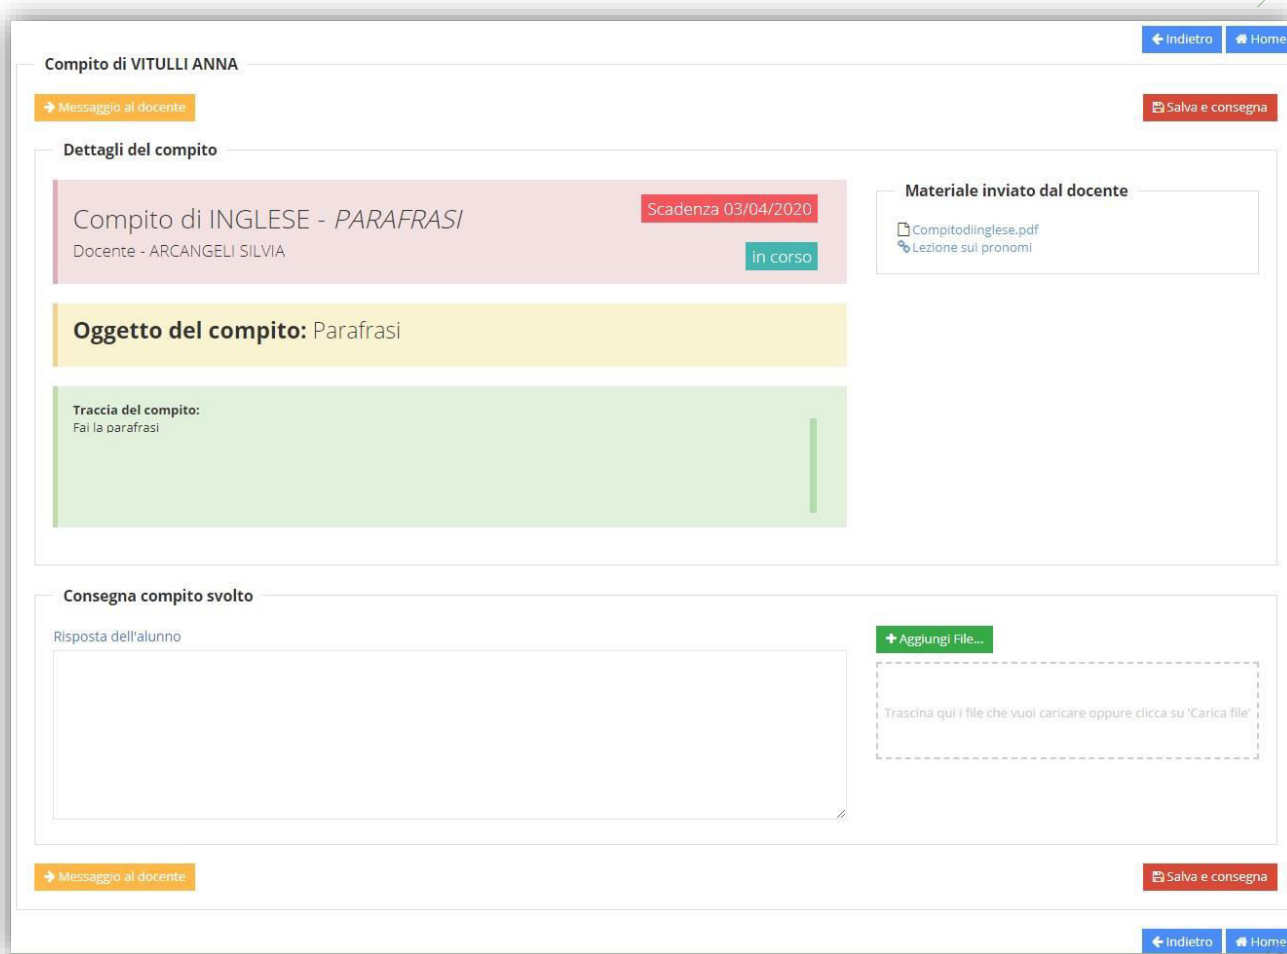 Indietro Home
Compito di VITULLI ANNA
Messaggio al docente Salva e consegna
Dettagli del compito
Compito di INGLESE - PARAFRASI
Scadenza 03/04/2020
Docente - ARCANGELI SILVIA
in corso
Materiale inviato dal docente
Compitodiinglese.pdf
Lezione sui pronomi
Oggetto del compito: Parafrasi
Traccia del compito:
Fai la parafrasi
Consegna compito svolto
Risposta dell'alunno
Aggiungi File...
Trascina qui i file che vuoi caricare oppure clicca su 'Carica file'
Messaggio al docente Salva e consegna
Indietro Home